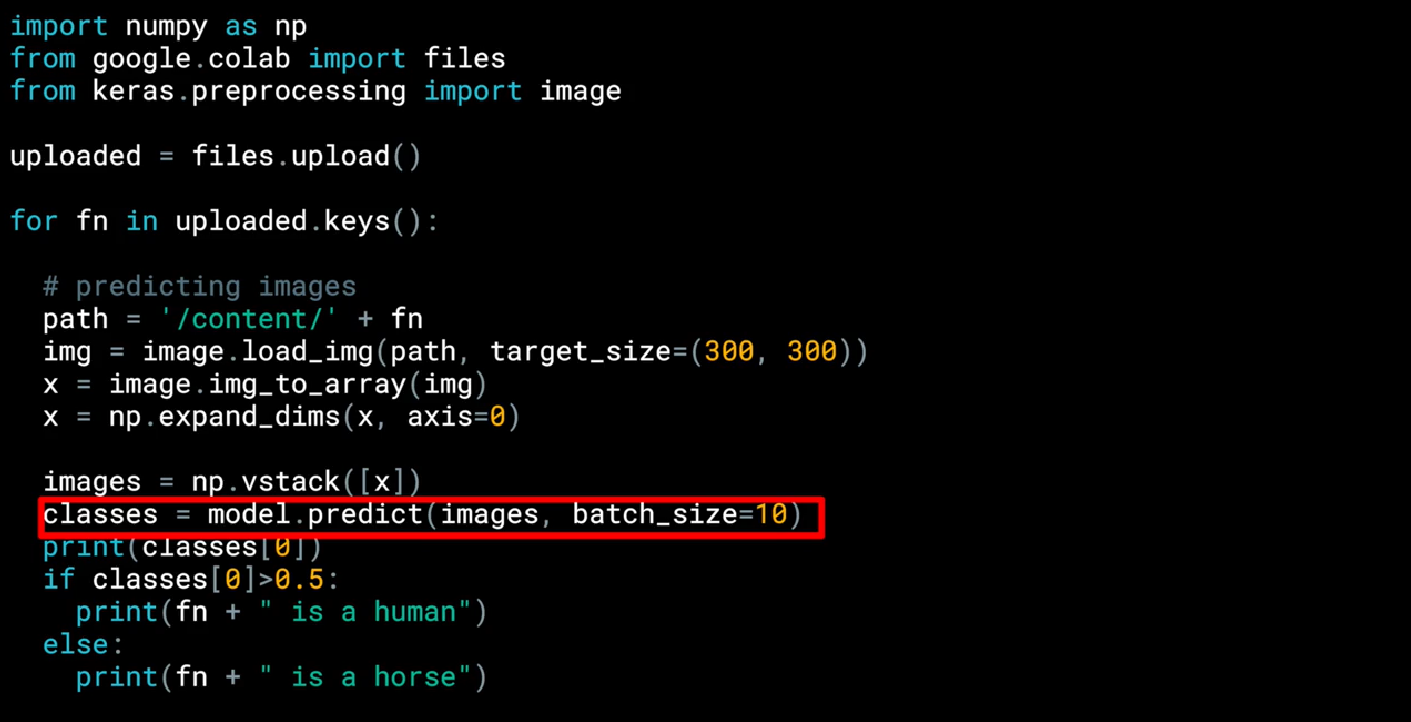 import numpy as np
from google.colab import files
from keras.preprocessing import image
uploaded = files.upload()
for fn in uploaded.keys():
  # predicting images
  path = '/content/' + fn
  img = image.load_img(path, target_size=(300, 300))
  x = image.img_to_array(img)
  x = np.expand_dims(x, axis=0)
  images = np.vstack([x])
  classes = model.predict(images, batch_size=10)
  print(classes[0])
  if classes[0]>0.5:
    print(fn + " is a human")
  else:
    print(fn + " is a horse")